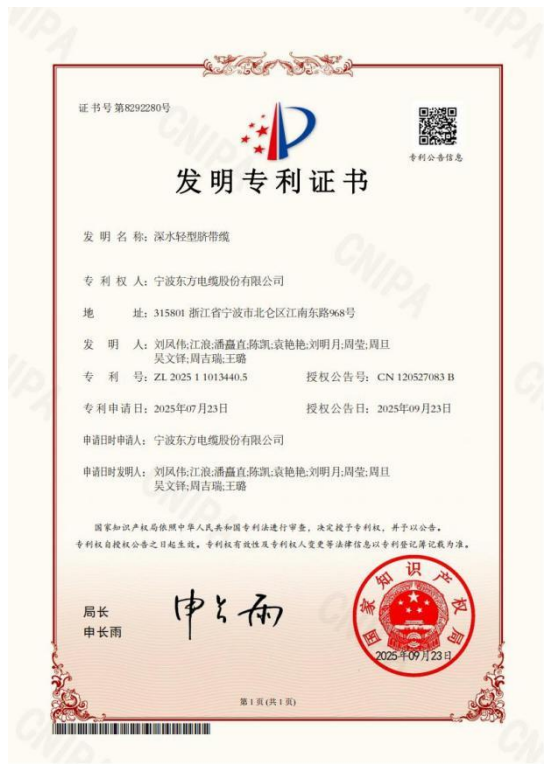 证书号第8292280号
专利公告信息
发明专利证书
发明名称：深水轻型脐带缆
专利权人：宁波东方电缆股份有限公司
地址：315801 浙江省宁波市北仑区江南东路968号
发明人：刘凤伟;江浪;潘矗直;陈凯;袁艳艳;刘明月;周莹;周旦
吴文铎;周吉瑞;王璐
专利号：ZL 2025 1 1013440.5 授权公告号：CN 120527083 B
专利申请日：2025年07月23日 授权公告日：2025年09月23日
申请日时申请人：宁波东方电缆股份有限公司
申请日时发明人：刘凤伟;江浪;潘矗直;陈凯;袁艳艳;刘明月;周莹;周旦
吴文铎;周吉瑞;王璐
国家知识产权局依照中华人民共和国专利法进行审查，决定授予专利权，并予以公告。
专利权自授权公告之日起生效。专利权有效性及专利权人变更等法律信息以专利登记簿记载为准。
局长
申长雨
申长雨
国家知识产权局
2025年09月23日
第1页(共1页)
CNIPA